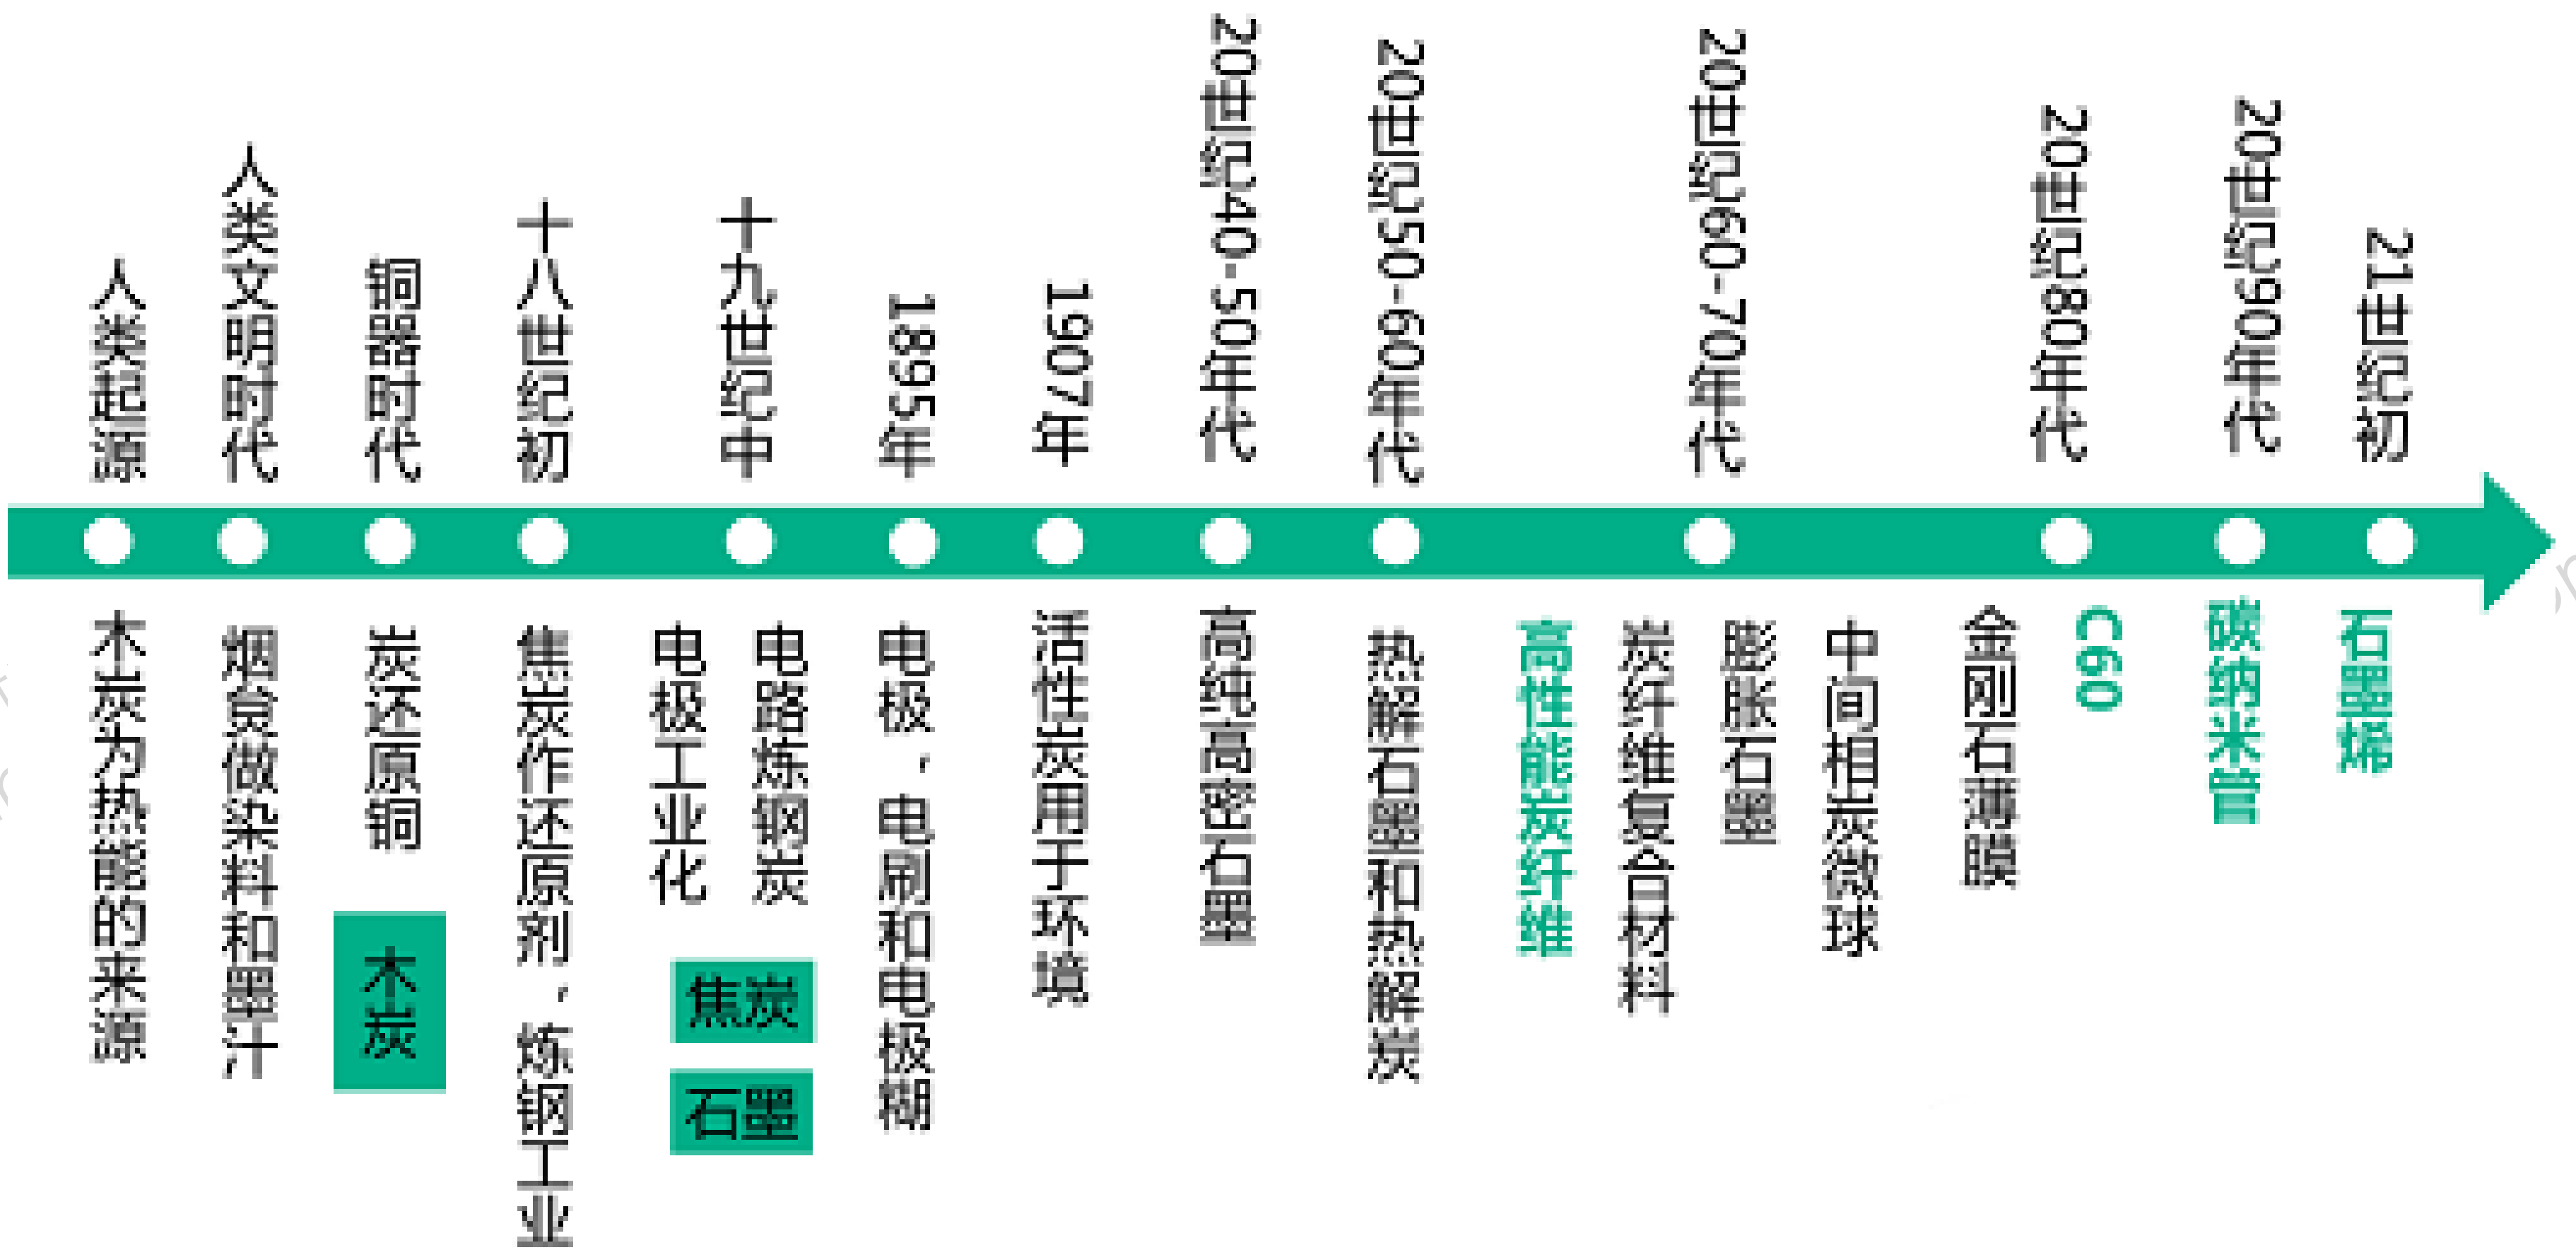 人类起源
人类文明时代
铜器时代
十八世纪初
十九世纪中
1895年
1907年
20世纪40-50年代
20世纪50-60年代
20世纪60-70年代
20世纪80年代
20世纪90年代
21世纪初
木炭为热能的来源
烟食做染料和墨汁
炭还原铜
木炭
焦炭作还原剂，炼钢工业
电极工业化
电路炼钢炭
焦炭
石墨
电极，电刷和电极糊
活性炭用于环境
高纯高密石墨
热解石墨和热解炭
高性能炭纤维
炭纤维复合材料
膨胀石墨
中间相炭微球
金刚石薄膜
C60
碳纳米管
石墨烯